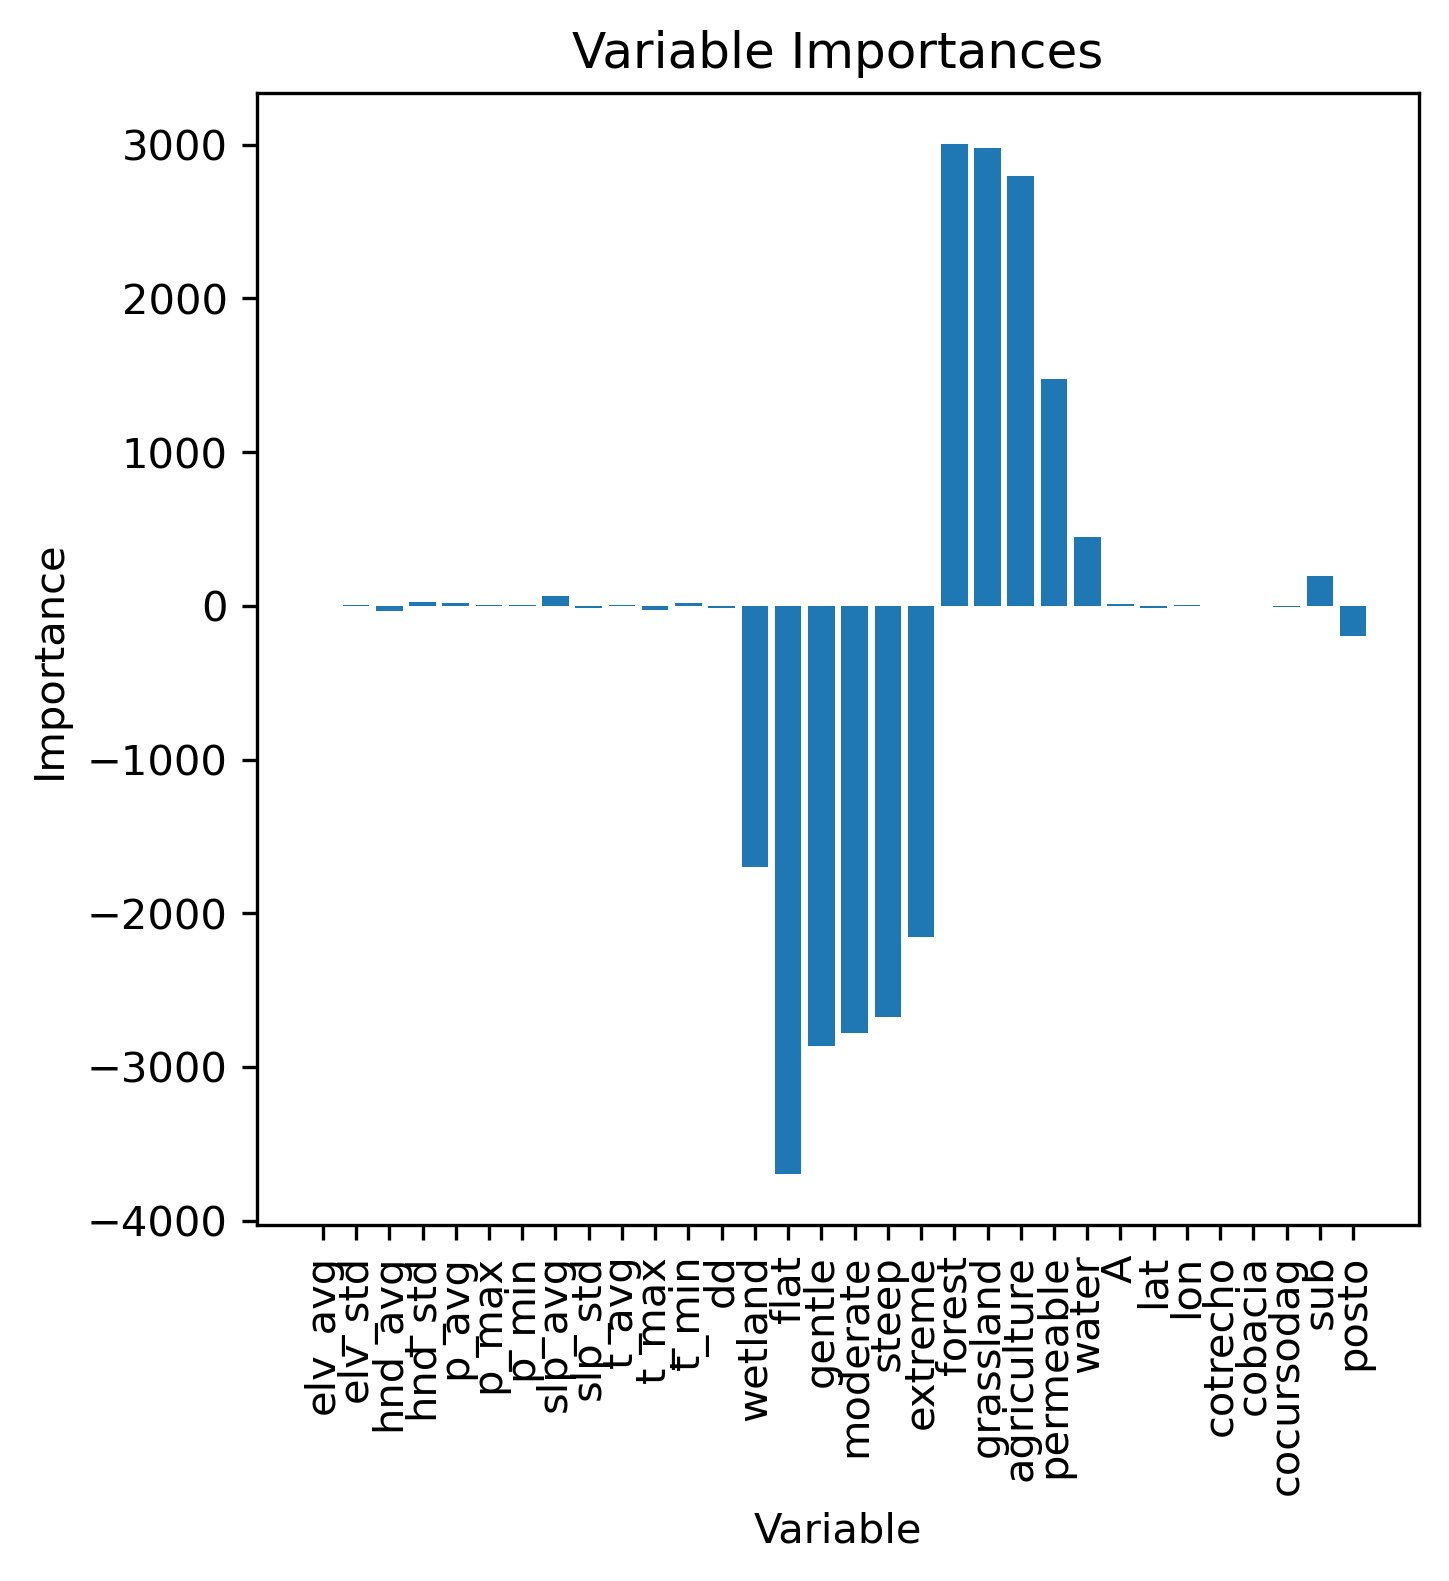 Variable Importances
3000
2000
1000
0
−1000
−2000
−3000
−4000
Importance
elv_avg
elv_std
hnd_avg
hnd_std
p_avg
p_max
p_min
slp_avg
slp_std
t_avg
t_max
t_min
dd
wetland
flat
gentle
moderate
steep
extreme
forest
grassland
agriculture
permeable
water
A
lat
lon
cotrecho
cobacia
cocursodag
sub
posto
Variable